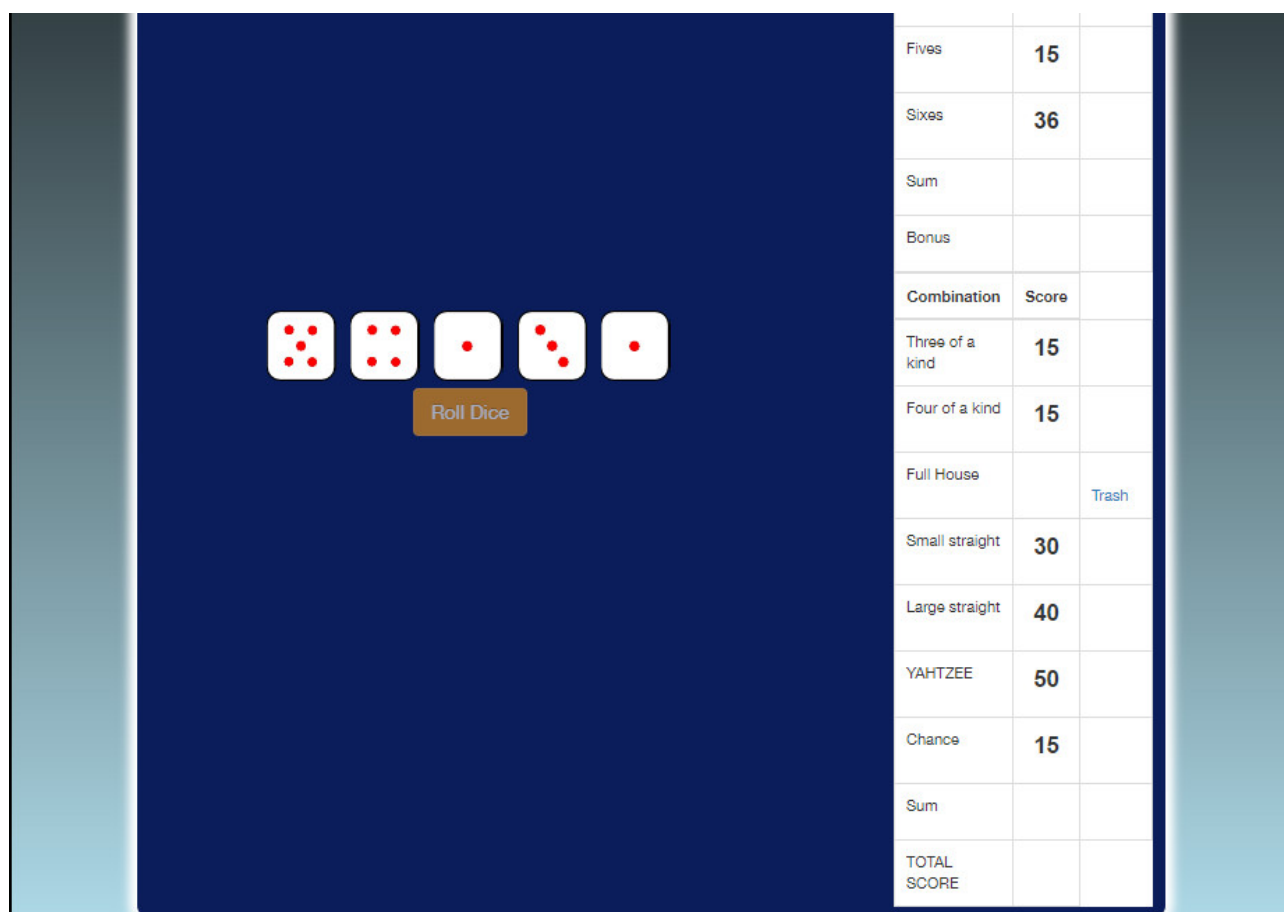 Fives 15
Sixes 36
Sum
Bonus
Combination Score
Three of a
kind 15
Four of a kind 15
Full House
Trash
Small straight 30
Large straight 40
YAHTZEE 50
Chance 15
Sum
TOTAL
SCORE
Roll Dice